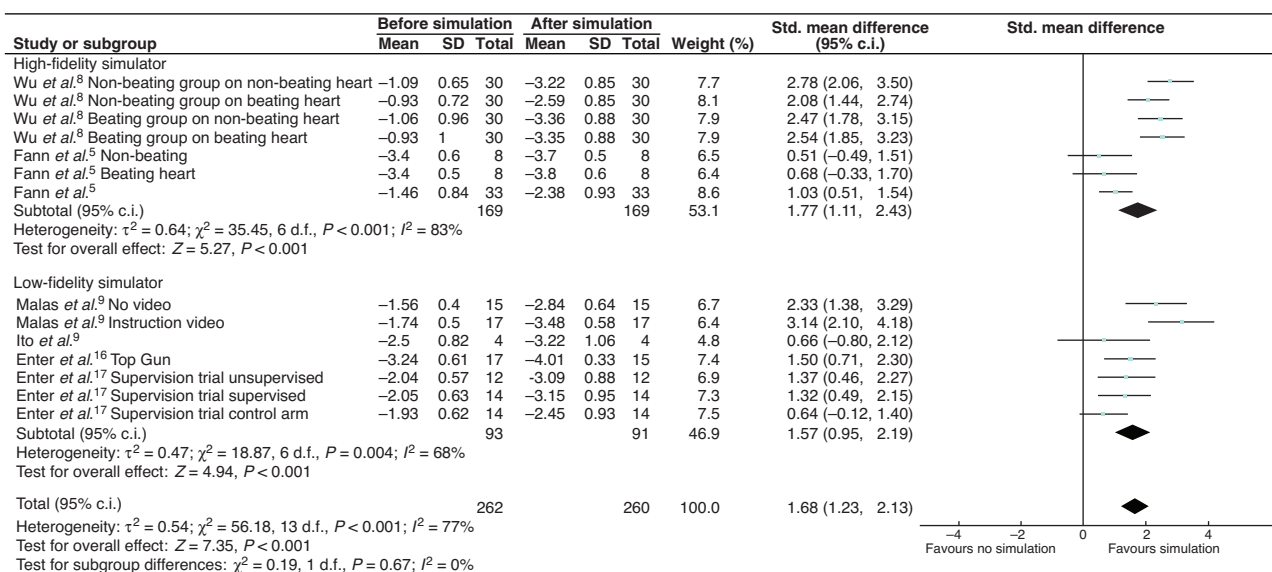 Before simulation After simulation Std. mean difference Std. mean difference
Study or subgroup Mean SD Total Mean SD Total Weight (%) (95% c.i.)
High-fidelity simulator
Wu et al.⁸ Non-beating group on non-beating heart −1.09 0.65 30 −3.22 0.85 30 7.7 2.78 (2.06, 3.50)
Wu et al.⁸ Non-beating group on beating heart −0.93 0.72 30 −2.59 0.85 30 8.1 2.08 (1.44, 2.74)
Wu et al.⁸ Beating group on non-beating heart −1.06 0.96 30 −3.36 0.88 30 7.9 2.47 (1.78, 3.15)
Wu et al.⁸ Beating group on beating heart −0.93 1 30 −3.35 0.88 30 7.9 2.54 (1.85, 3.23)
Fann et al.⁵ Non-beating −3.4 0.6 8 −3.7 0.5 8 6.5 0.51 (−0.49, 1.51)
Fann et al.⁵ Beating heart −3.4 0.5 8 −3.8 0.6 8 6.4 0.68 (−0.33, 1.70)
Fann et al.⁵ −1.46 0.84 33 −2.38 0.93 33 8.6 1.03 (0.51, 1.54)
Subtotal (95% c.i.) 169 169 53.1 1.77 (1.11, 2.43)
Heterogeneity: τ² = 0.64; χ² = 35.45, 6 d.f., P < 0.001; I² = 83%
Test for overall effect: Z = 5.27, P < 0.001
Low-fidelity simulator
Malas et al.⁹ No video −1.56 0.4 15 −2.84 0.64 15 6.7 2.33 (1.38, 3.29)
Malas et al.⁹ Instruction video −1.74 0.5 17 −3.48 0.58 17 6.4 3.14 (2.10, 4.18)
Ito et al.⁹ −2.5 0.82 4 −3.22 1.06 4 4.8 0.66 (−0.80, 2.12)
Enter et al.¹⁶ Top Gun −3.24 0.61 17 −4.01 0.33 15 7.4 1.50 (0.71, 2.30)
Enter et al.¹⁷ Supervision trial unsupervised −2.04 0.57 12 -3.09 0.88 12 6.9 1.37 (0.46, 2.27)
Enter et al.¹⁷ Supervision trial supervised −2.05 0.63 14 −3.15 0.95 14 7.3 1.32 (0.49, 2.15)
Enter et al.¹⁷ Supervision trial control arm −1.93 0.62 14 −2.45 0.93 14 7.5 0.64 (−0.12, 1.40)
Subtotal (95% c.i.) 93 91 46.9 1.57 (0.95, 2.19)
Heterogeneity: τ² = 0.47; χ² = 18.87, 6 d.f., P = 0.004; I² = 68%
Test for overall effect: Z = 4.94, P < 0.001
Total (95% c.i.) 262 260 100.0 1.68 (1.23, 2.13)
Heterogeneity: τ² = 0.54; χ² = 56.18, 13 d.f., P < 0.001; I² = 77%
Test for overall effect: Z = 7.35, P < 0.001
Test for subgroup differences: χ² = 0.19, 1 d.f., P = 0.67; I² = 0%
−4 −2 0 2 4
Favours no simulation Favours simulation